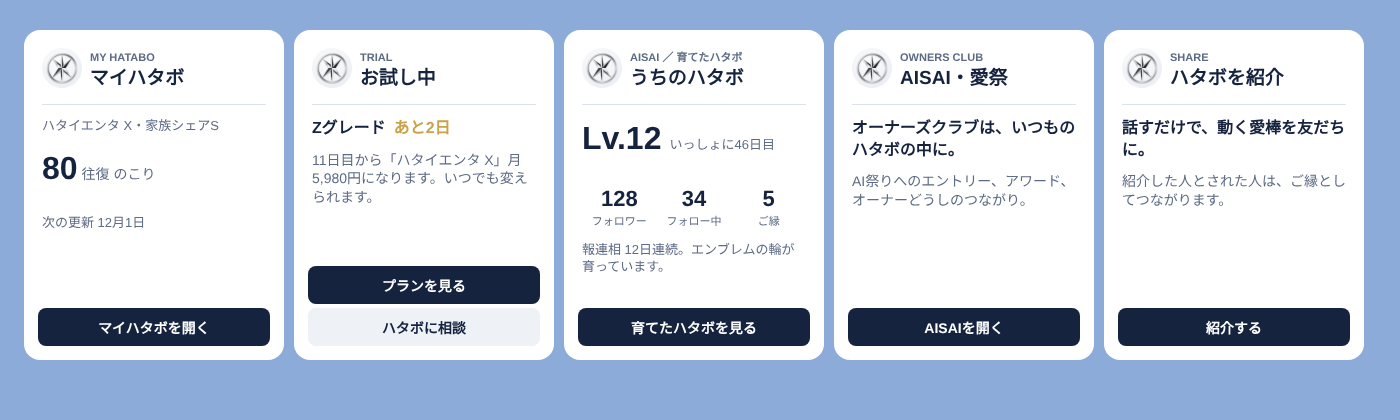 MY HATABO
マイハタボ
ハタイエンタ X・家族シェアS
80 往復 のこり
次の更新 12月1日
マイハタボを開く
TRIAL
お試し中
Zグレード あと2日
11日目から「ハタイエンタ X」月
5,980円になります。いつでも変え
られます。
プランを見る
ハタボに相談
AISAI ／ 育てたハタボ
うちのハタボ
Lv.12 いっしょに46日目
128 34 5
フォロワー フォロー中 ご縁
報連相 12日連続。エンブレムの輪が
育っています。
育てたハタボを見る
OWNERS CLUB
AISAI・愛祭
オーナーズクラブは、いつもの
ハタボの中に。
AI祭りへのエントリー、アワード、
オーナーどうしのつながり。
AISAIを開く
SHARE
ハタボを紹介
話すだけで、動く愛棒を友だち
に。
紹介した人とされた人は、ご縁とし
てつながります。
紹介する